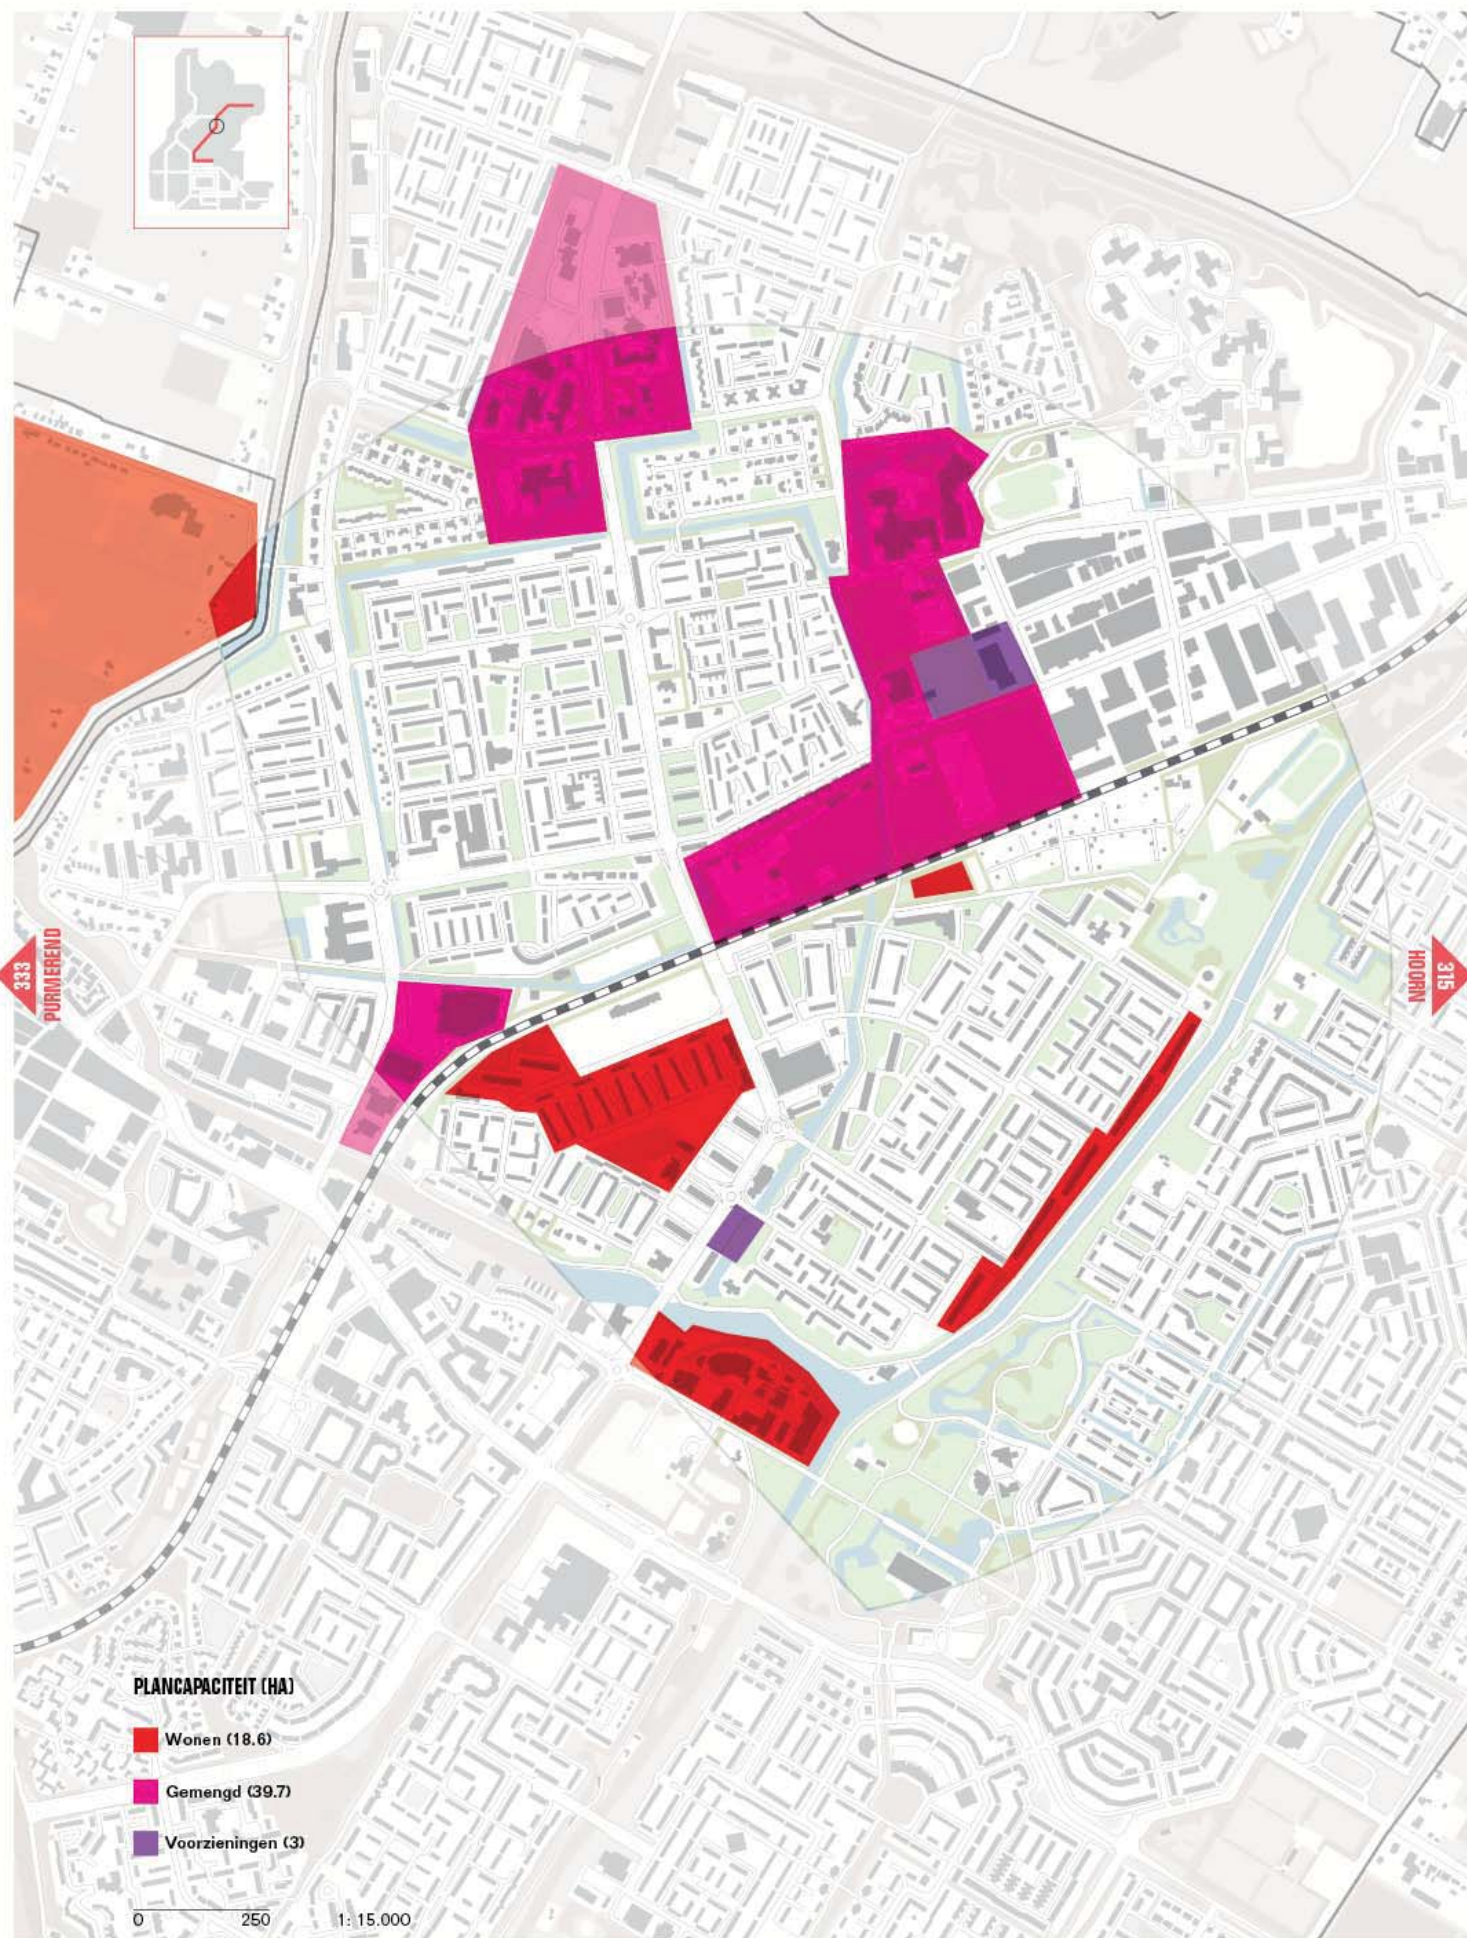 333
PURMEREND
315
HOORN
PLANCAPACITEIT (HA)
Wonen (18.6)
Gemengd (39.7)
Voorzieningen (3)
0 250 1: 15.000